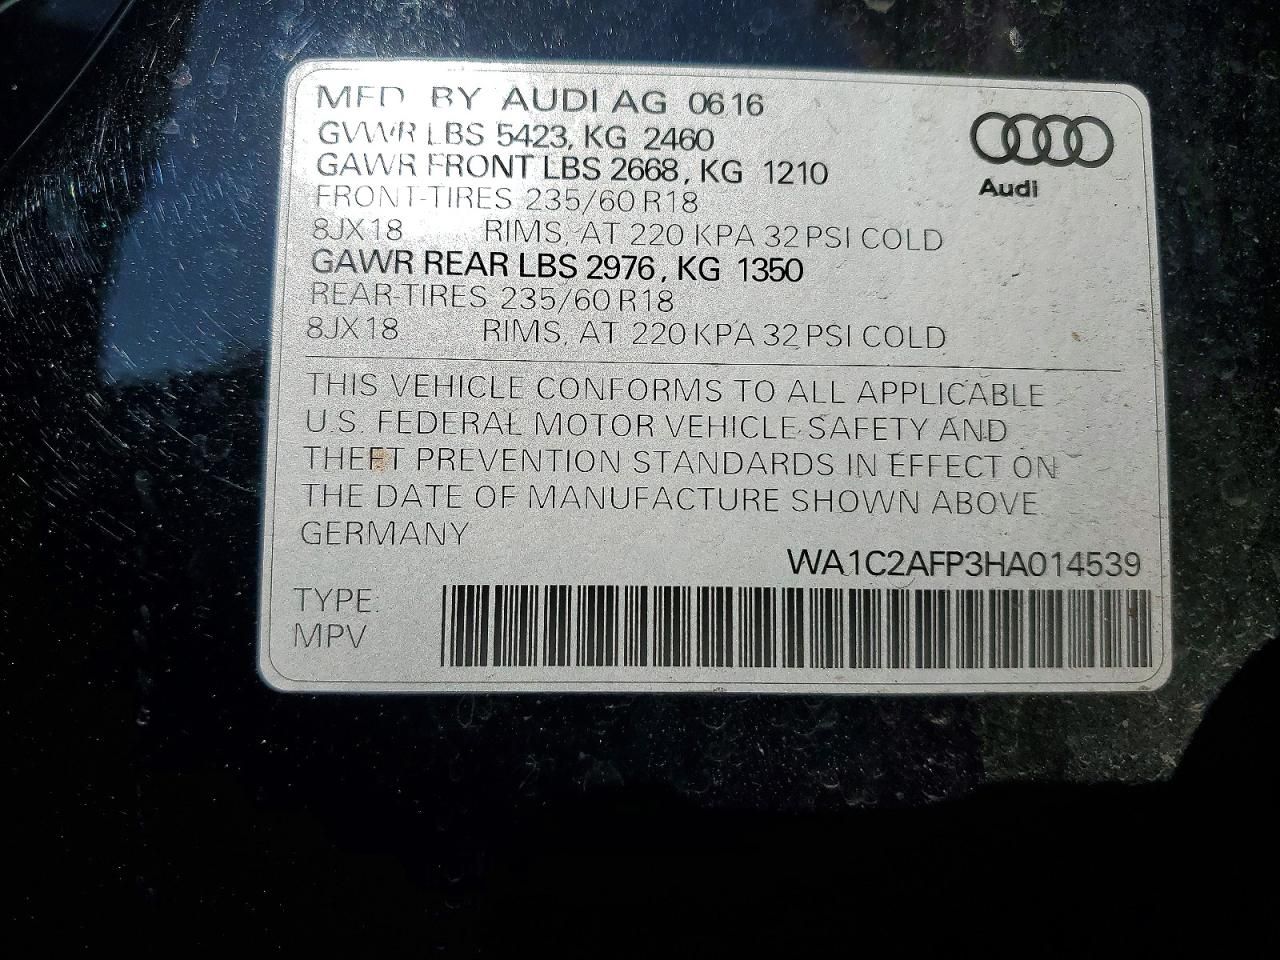 MFD BY AUDI AG 0616
GVWR LBS 5423, KG 2460
GAWR FRONT LBS 2668, KG 1210
FRONT-TIRES 235/60 R18
8JX18 RIMS, AT 220 KPA 32 PSI COLD
GAWR REAR LBS 2976, KG 1350
REAR-TIRES 235/60 R18
8JX18 RIMS, AT 220 KPA 32 PSI COLD
Audi
THIS VEHICLE CONFORMS TO ALL APPLICABLE
U.S. FEDERAL MOTOR VEHICLE SAFETY AND
THEFT PREVENTION STANDARDS IN EFFECT ON
THE DATE OF MANUFACTURE SHOWN ABOVE
GERMANY
WA1C2AFP3HA014539
TYPE:
MPV